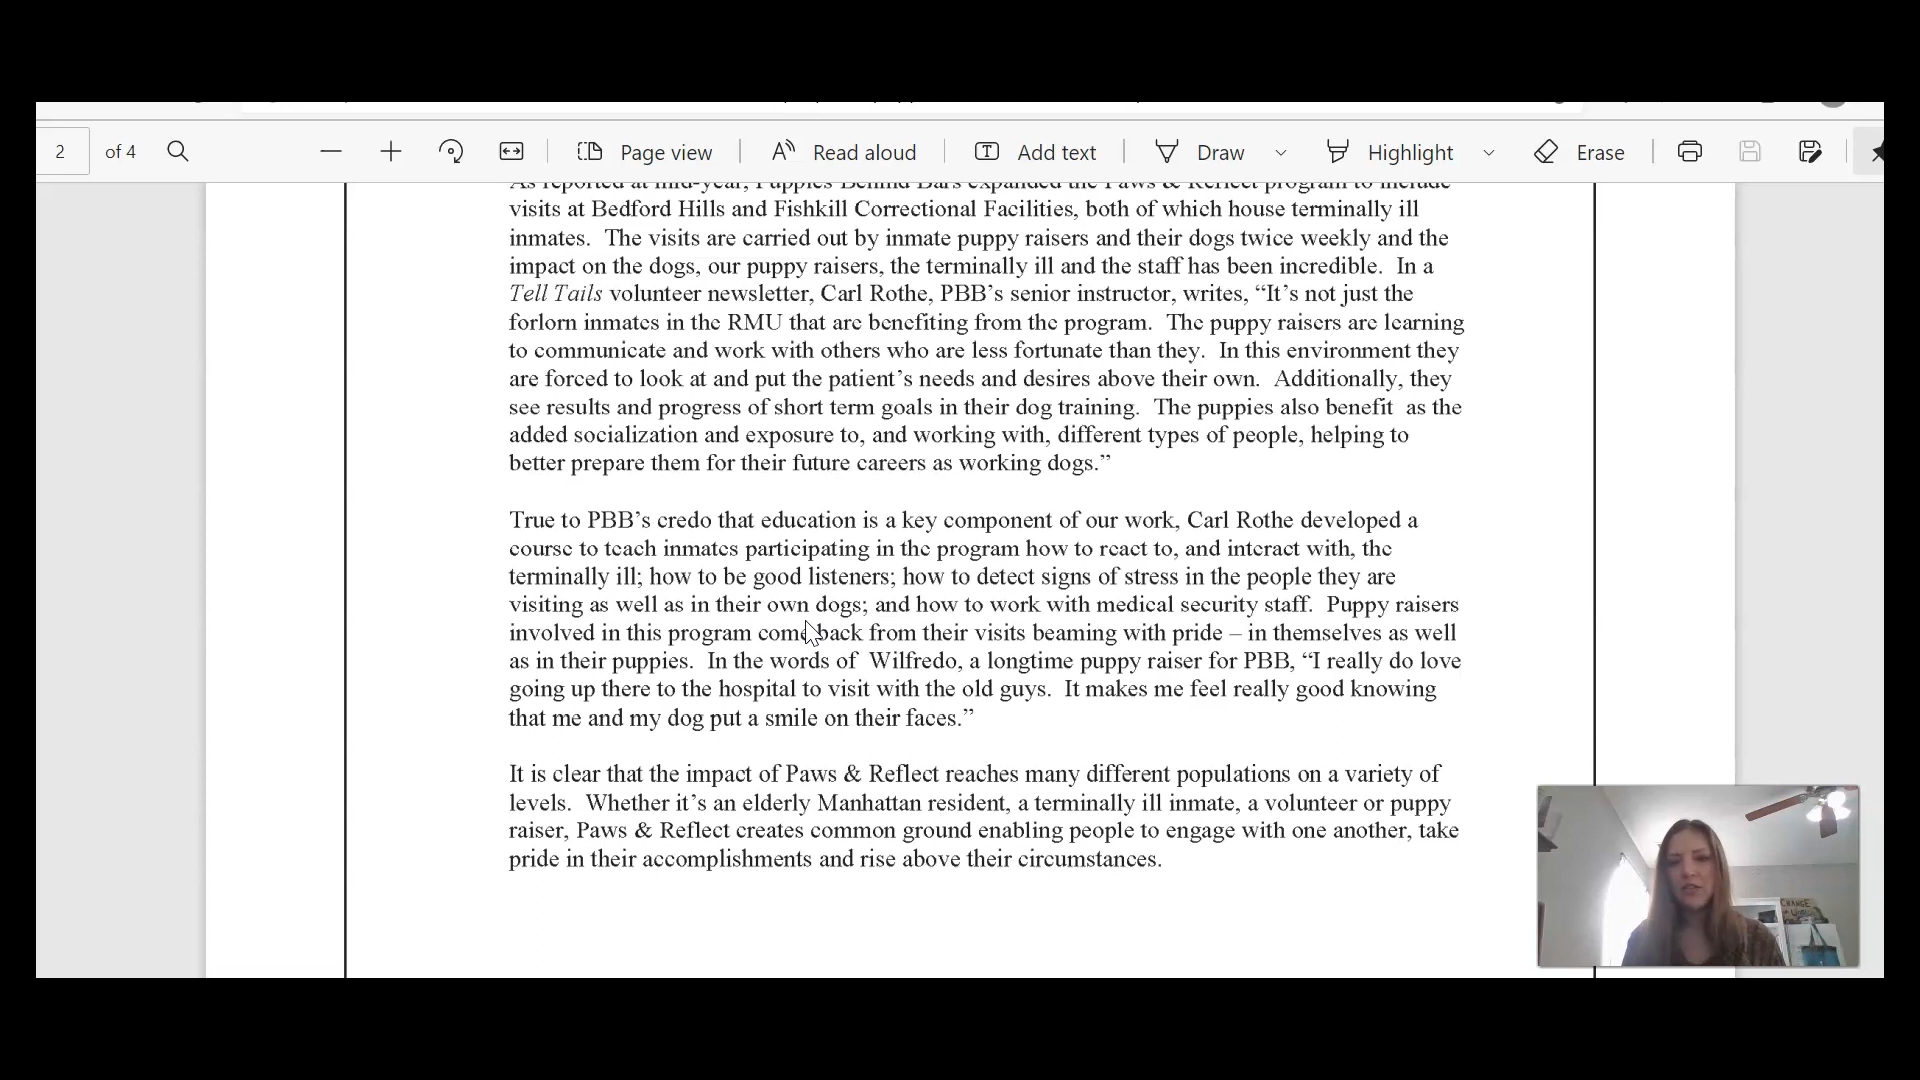 2 of 4 Page view Read aloud Add text Draw Highlight Erase
As reported at mid-year, Puppies Behind Bars expanded the Paws & Reflect program to include
visits at Bedford Hills and Fishkill Correctional Facilities, both of which house terminally ill
inmates. The visits are carried out by inmate puppy raisers and their dogs twice weekly and the
impact on the dogs, our puppy raisers, the terminally ill and the staff has been incredible. In a
Tell Tails volunteer newsletter, Carl Rothe, PBB’s senior instructor, writes, “It’s not just the
forlorn inmates in the RMU that are benefiting from the program. The puppy raisers are learning
to communicate and work with others who are less fortunate than they. In this environment they
are forced to look at and put the patient’s needs and desires above their own. Additionally, they
see results and progress of short term goals in their dog training. The puppies also benefit as the
added socialization and exposure to, and working with, different types of people, helping to
better prepare them for their future careers as working dogs.”
True to PBB’s credo that education is a key component of our work, Carl Rothe developed a
course to teach inmates participating in the program how to react to, and interact with, the
terminally ill; how to be good listeners; how to detect signs of stress in the people they are
visiting as well as in their own dogs; and how to work with medical security staff. Puppy raisers
involved in this program come back from their visits beaming with pride – in themselves as well
as in their puppies. In the words of Wilfredo, a longtime puppy raiser for PBB, “I really do love
going up there to the hospital to visit with the old guys. It makes me feel really good knowing
that me and my dog put a smile on their faces.”
It is clear that the impact of Paws & Reflect reaches many different populations on a variety of
levels. Whether it’s an elderly Manhattan resident, a terminally ill inmate, a volunteer or puppy
raiser, Paws & Reflect creates common ground enabling people to engage with one another, take
pride in their accomplishments and rise above their circumstances.
CHANGE